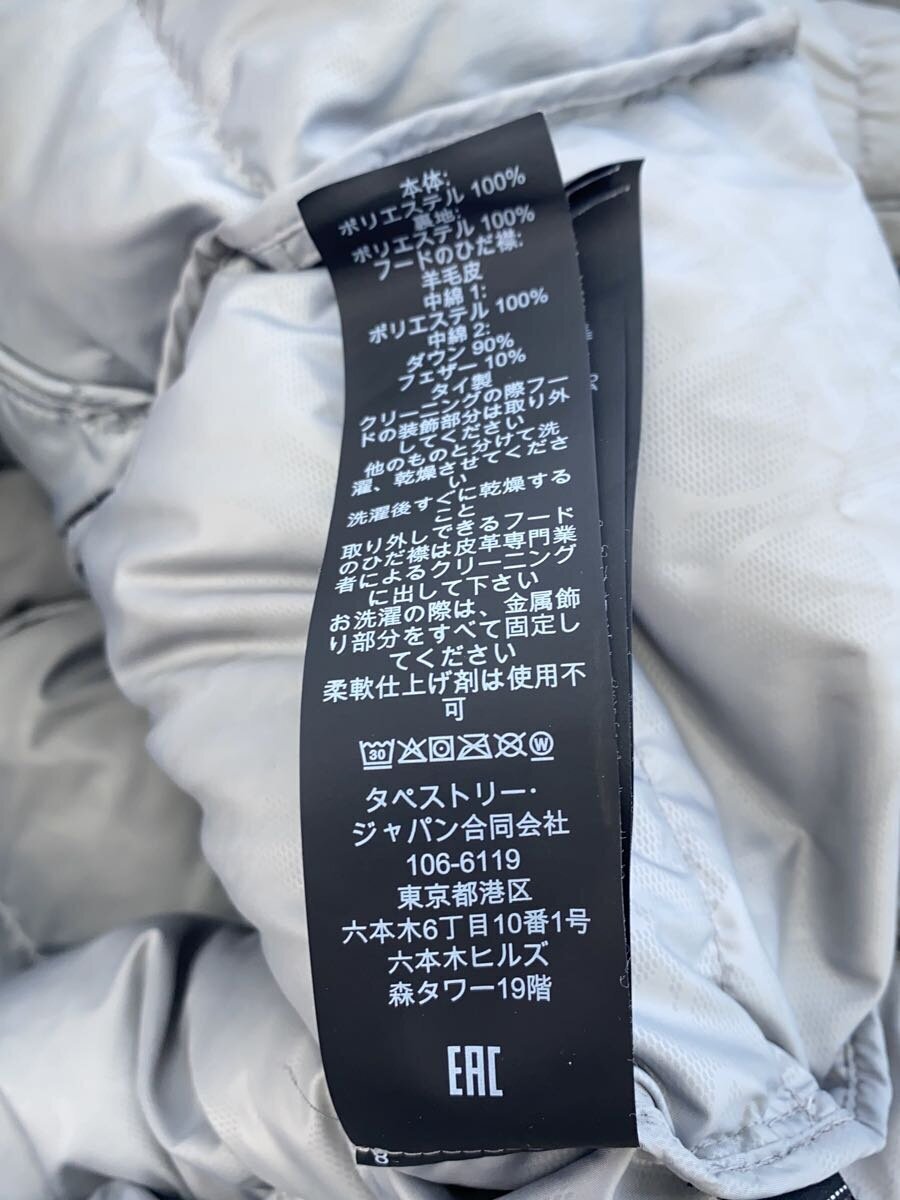 本体:
ポリエステル 100%
裏地:
ポリエステル 100%
フードのひだ襟:
羊毛皮
中綿 1:
ポリエステル 100%
中綿 2:
ダウン 90%
フェザー 10%
タイ製
クリーニングの際フー
ドの装飾部分は取り外
してください
他のものと分けて洗
濯、乾燥させてくださ
い
洗濯後すぐに乾燥する
こと
取り外しできるフード
のひだ襟は皮革専門業
者によるクリーニング
に出して下さい
お洗濯の際は、金属飾
り部分をすべて固定し
てください
柔軟仕上げ剤は使用不
可
30 W
タペストリー・
ジャパン合同会社
106-6119
東京都港区
六本木6丁目10番1号
六本木ヒルズ
森タワー19階
EAC
8